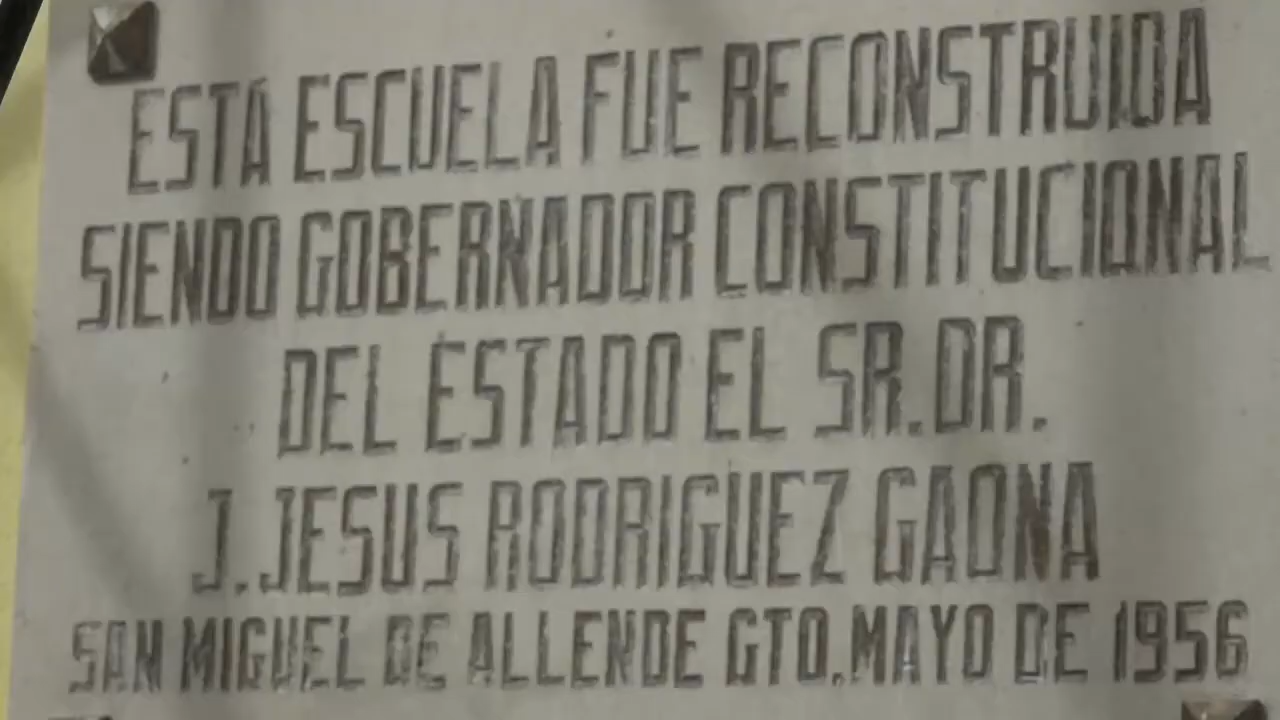 ESTA ESCUELA FUE RECONSTRUIDA
SIENDO GOBERNADOR CONSTITUCIONAL
DEL ESTADO EL SR. DR.
J. JESUS RODRIGUEZ GAONA
SAN MIGUEL DE ALLENDE GTO. MAYO DE 1956